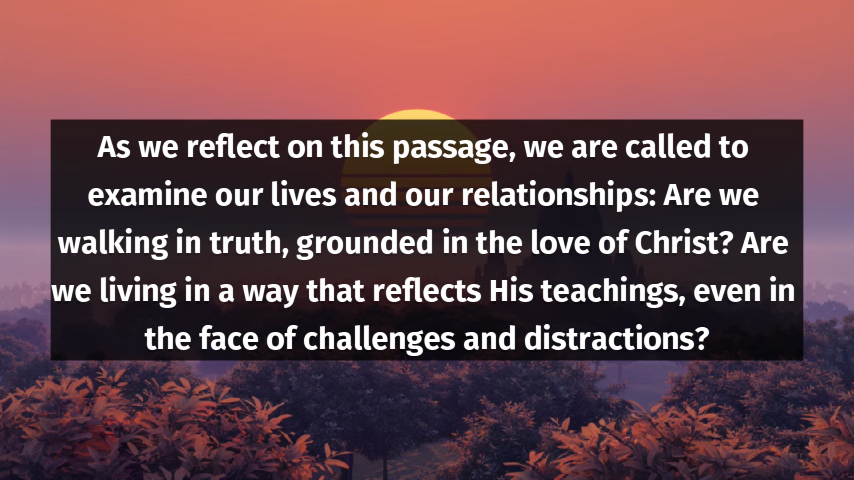 As we reflect on this passage, we are called to
examine our lives and our relationships: Are we
walking in truth, grounded in the love of Christ? Are
we living in a way that reflects His teachings, even in
the face of challenges and distractions?